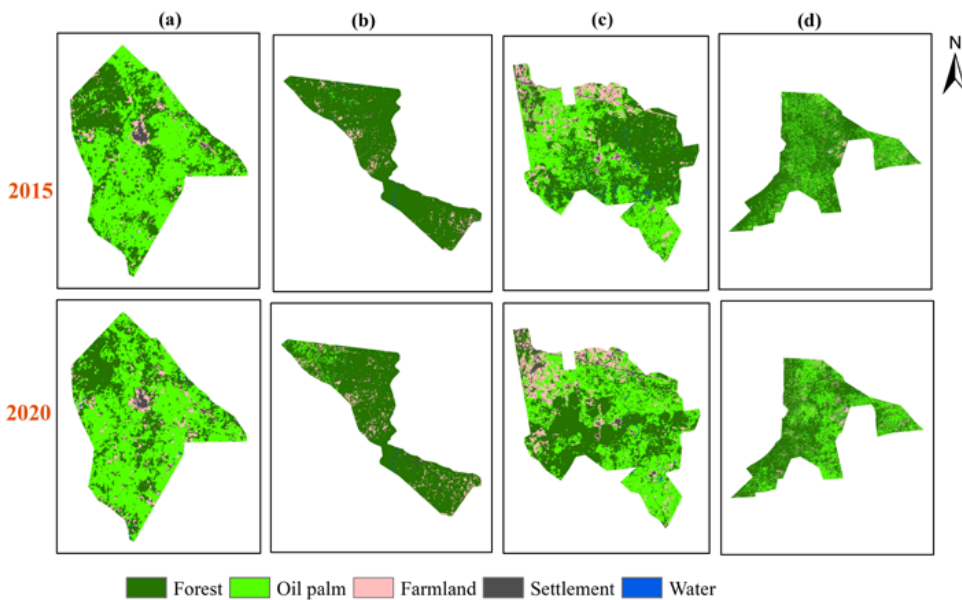 (a) (b) (c) (d)
N
2015
2020
Forest Oil palm Farmland Settlement Water